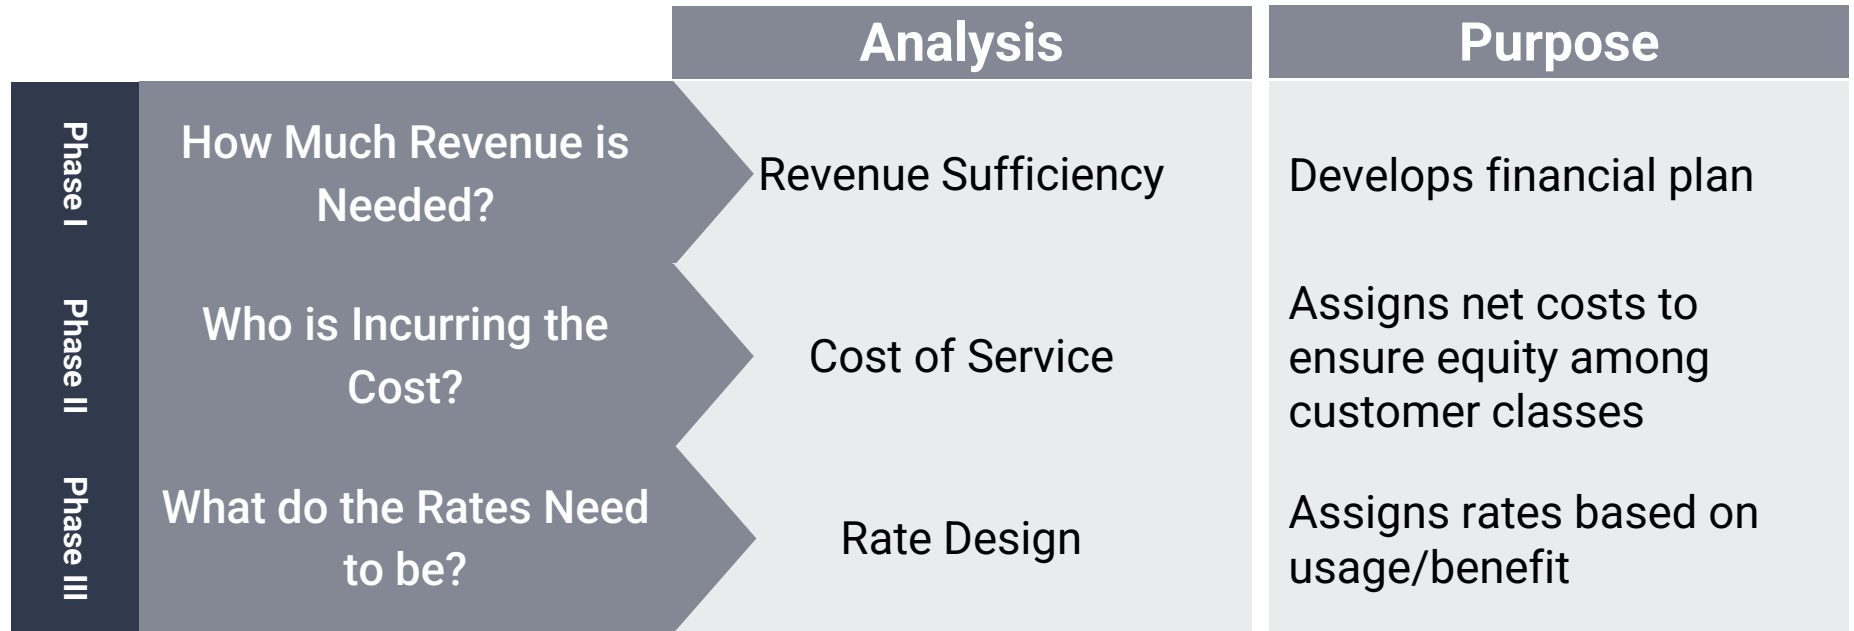 Analysis
Purpose
Phase I
How Much Revenue is
Needed?
Revenue Sufficiency
Develops financial plan
Phase II
Who is Incurring the
Cost?
Cost of Service
Assigns net costs to
ensure equity among
customer classes
Phase III
What do the Rates Need
to be?
Rate Design
Assigns rates based on
usage/benefit